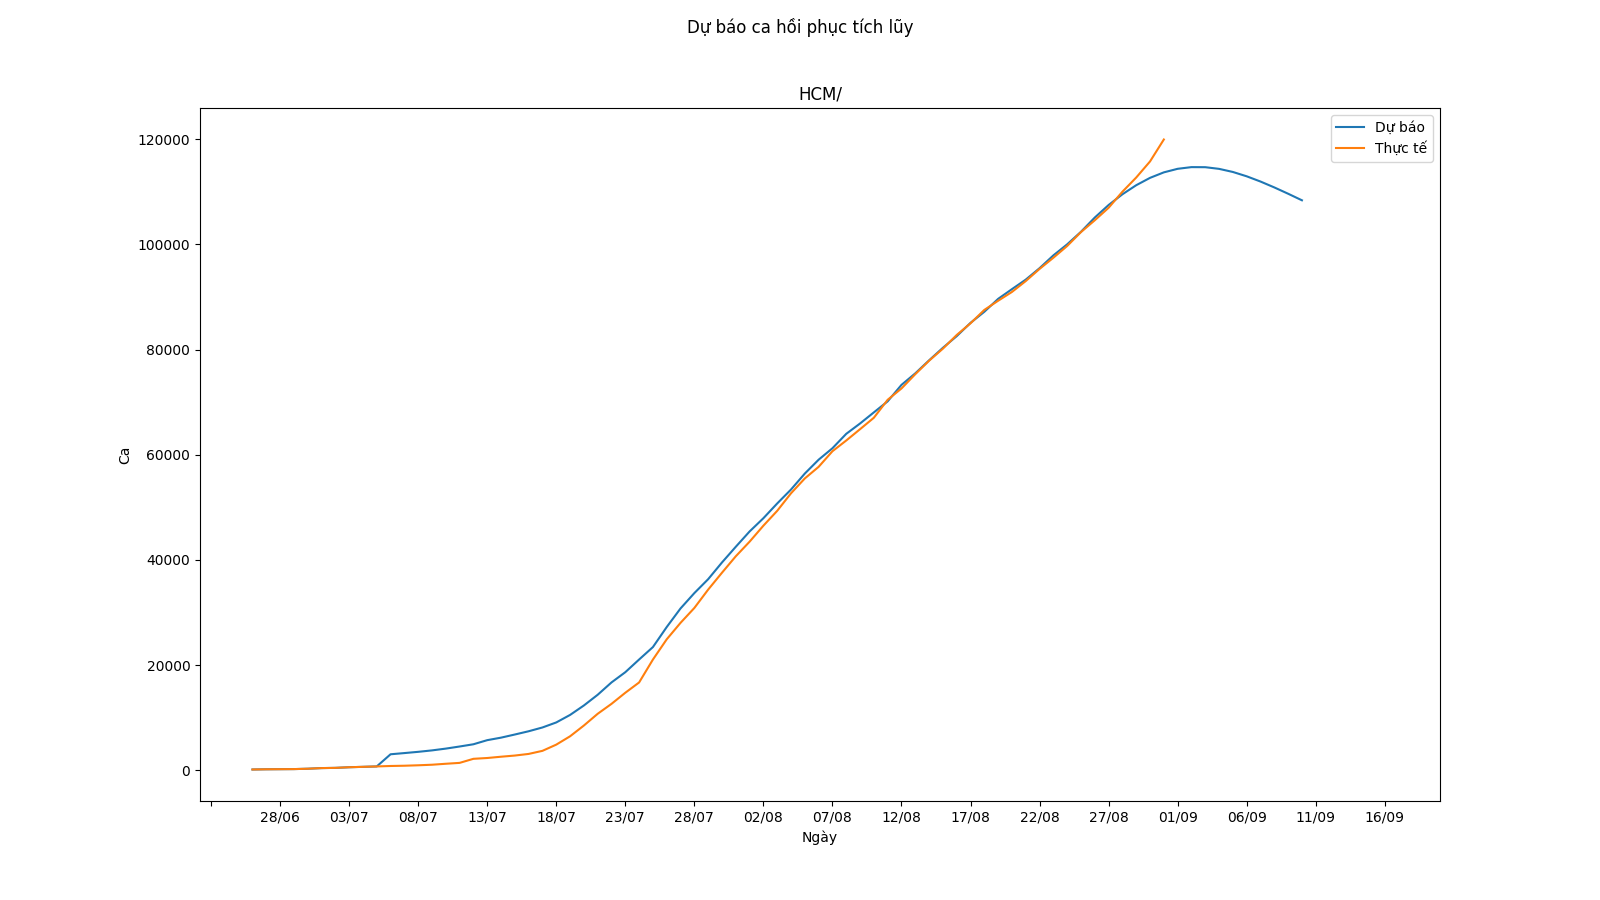 Dự báo ca hồi phục tích lũy
HCM/
Dự báo
Thực tế
120000
100000
80000
60000
40000
20000
0
Ca
28/06 03/07 08/07 13/07 18/07 23/07 28/07 02/08 07/08 12/08 17/08 22/08 27/08 01/09 06/09 11/09 16/09
Ngày